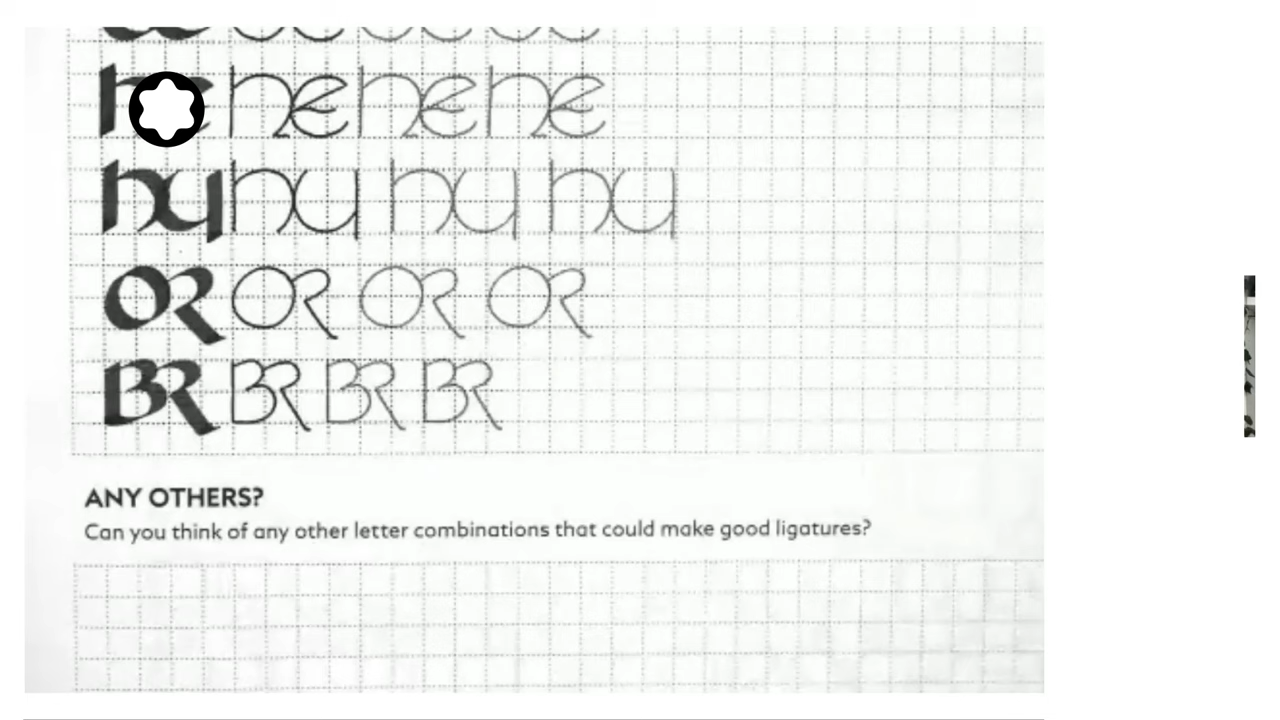 he he he he
hu hu hu hu
OR OR OR OR
BR BR BR BR
ANY OTHERS?
Can you think of any other letter combinations that could make good ligatures?